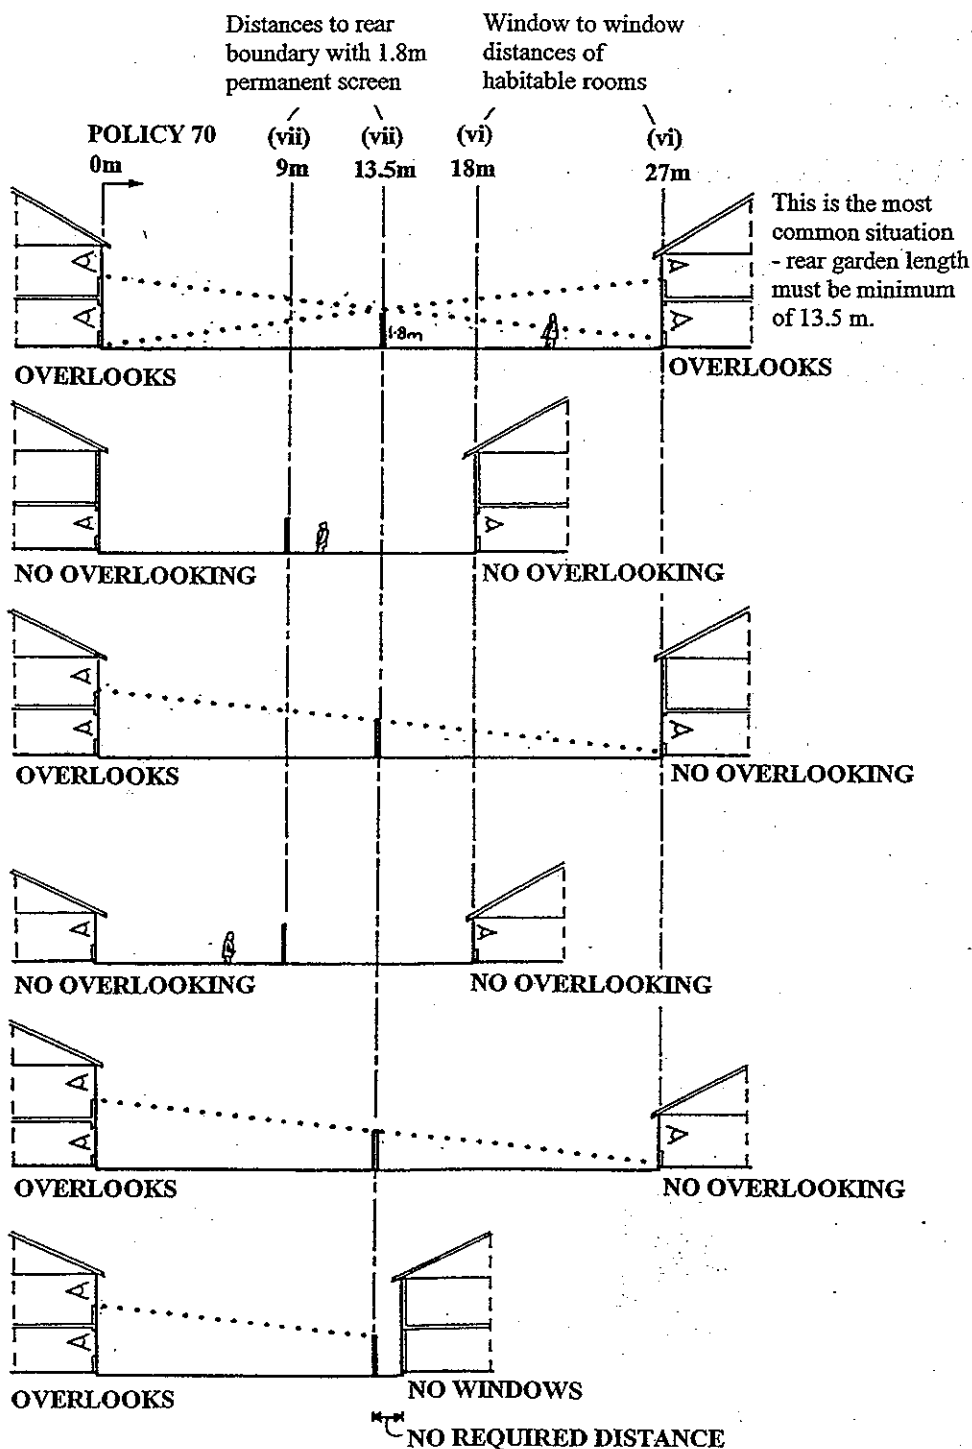 Distances to rear
boundary with 1.8m
permanent screen
Window to window
distances of
habitable rooms
POLICY 70
0m
(vii)
9m
(vii)
13.5m
(vi)
18m
(vi)
27m
This is the most
common situation
- rear garden length
must be minimum
of 13.5 m.
1.8m
OVERLOOKS
OVERLOOKS
NO OVERLOOKING
NO OVERLOOKING
OVERLOOKS
NO OVERLOOKING
NO OVERLOOKING
NO OVERLOOKING
OVERLOOKS
NO OVERLOOKING
OVERLOOKS
NO WINDOWS
NO REQUIRED DISTANCE